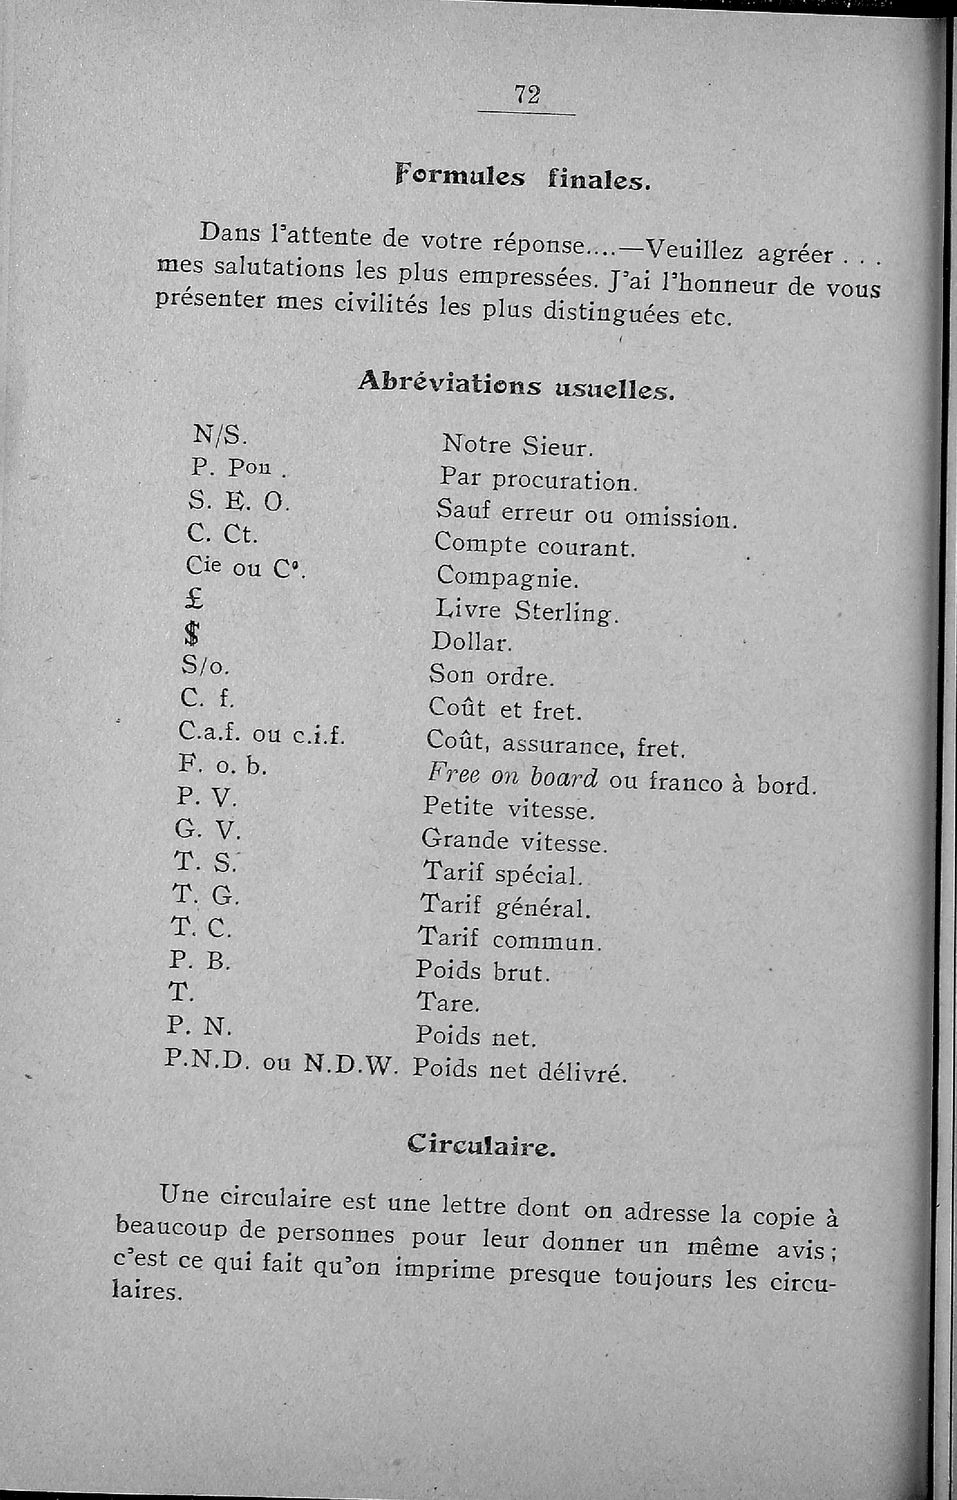 72
Formules finales.
Dans l'attente de votre réponse....—Veuillez agréer . . .
mes salutations les plus empressées. J'ai l'honneur de vous
présenter mes civilités les plus distinguées etc.
Abréviations usuelles.
N/S. Notre Sieur.
P. Pon . Par procuration.
S. E. O. Sauf erreur ou omission.
C. Ct. Compte courant.
Cie ou Cᵒ. Compagnie.
£ Livre Sterling.
$ Dollar.
S/o. Son ordre.
C. f. Coût et fret.
C.a.f. ou c.i.f. Coût, assurance, fret.
F. o. b. Free on board ou franco à bord.
P. V. Petite vitesse.
G. V. Grande vitesse.
T. S. Tarif spécial.
T. G. Tarif général.
T. C. Tarif commun.
P. B. Poids brut.
T. Tare.
P. N. Poids net.
P.N.D. ou N.D.W. Poids net délivré.
Circulaire.
Une circulaire est une lettre dont on adresse la copie à
beaucoup de personnes pour leur donner un même avis ;
c'est ce qui fait qu'on imprime presque toujours les circu-
laires.